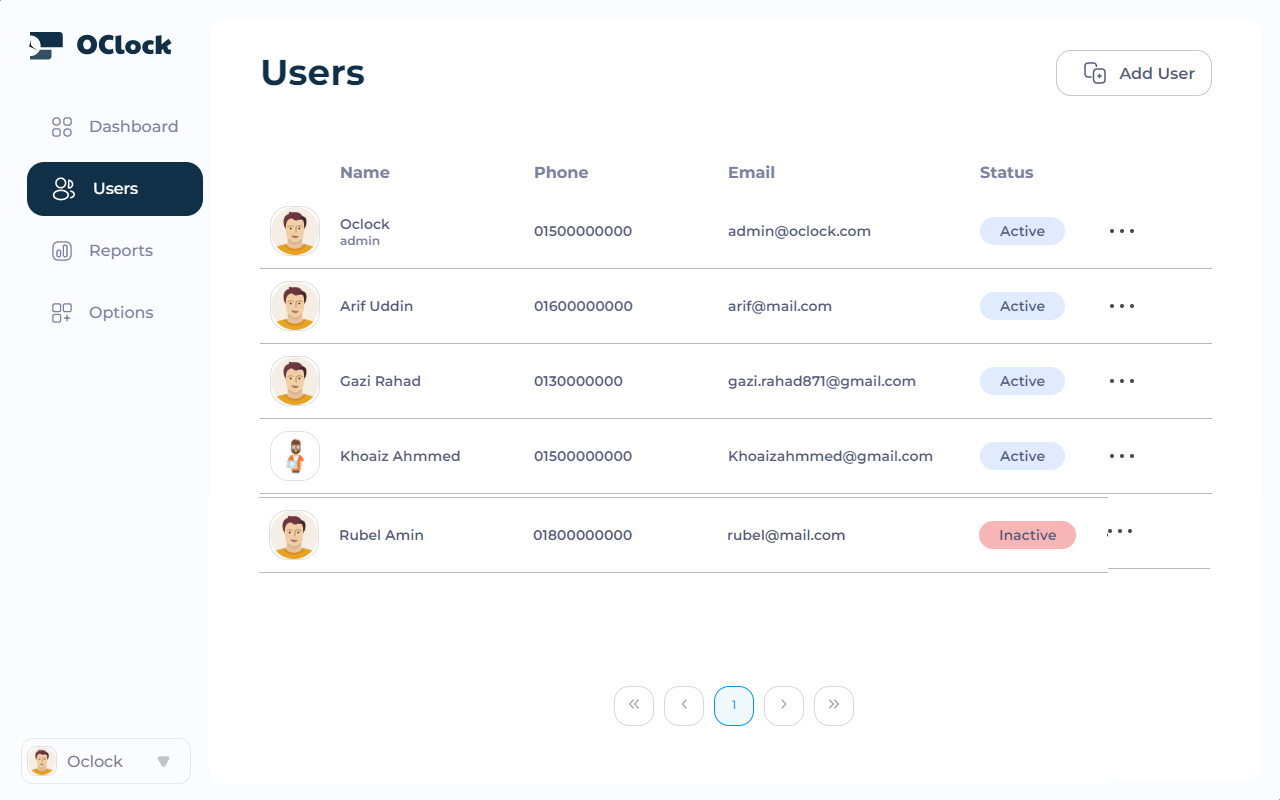 OClock
Users
Add User
Dashboard
Users
Reports
Options
Name Phone Email Status
Oclock
admin
01500000000 admin@oclock.com Active
Arif Uddin 01600000000 arif@mail.com Active
Gazi Rahad 0130000000 gazi.rahad871@gmail.com Active
Khoaiz Ahmmed 01500000000 Khoaizahmmed@gmail.com Active
Rubel Amin 01800000000 rubel@mail.com Inactive
1
Oclock